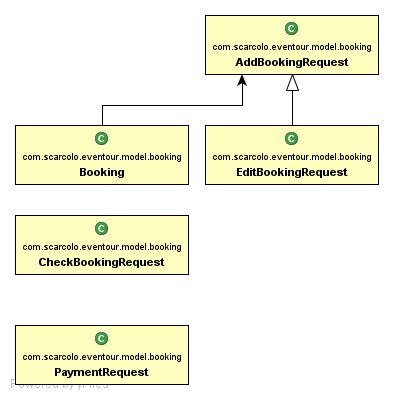 C
com.scarcolo.eventour.model.booking
AddBookingRequest
C
com.scarcolo.eventour.model.booking
Booking
C
com.scarcolo.eventour.model.booking
EditBookingRequest
C
com.scarcolo.eventour.model.booking
CheckBookingRequest
C
com.scarcolo.eventour.model.booking
PaymentRequest
Powered by yFiles